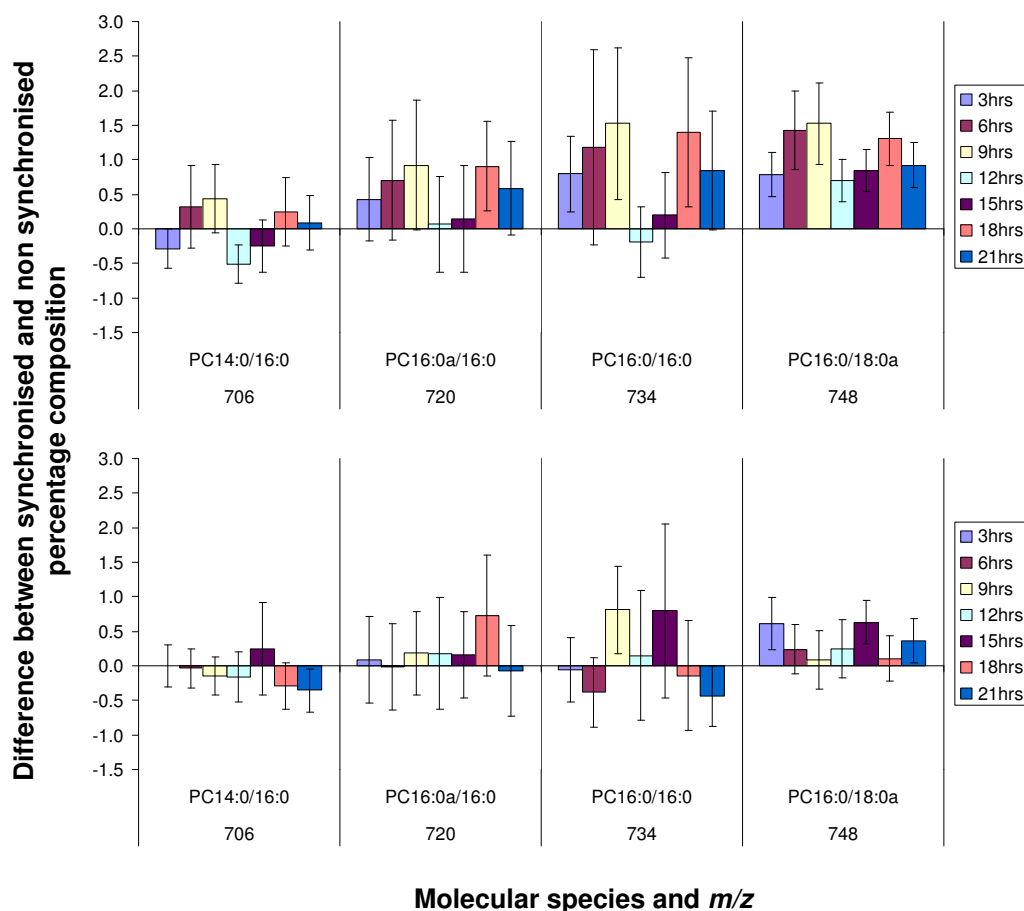 Difference between synchronised and non synchronised
percentage composition
3.0
2.5
2.0
1.5
1.0
0.5
0.0
-0.5
-1.0
-1.5
PC14:0/16:0
PC16:0a/16:0
PC16:0/16:0
PC16:0/18:0a
706
720
734
748
3hrs
6hrs
9hrs
12hrs
15hrs
18hrs
21hrs
3.0
2.5
2.0
1.5
1.0
0.5
0.0
-0.5
-1.0
-1.5
PC14:0/16:0
PC16:0a/16:0
PC16:0/16:0
PC16:0/18:0a
706
720
734
748
3hrs
6hrs
9hrs
12hrs
15hrs
18hrs
21hrs
Molecular species and m/z